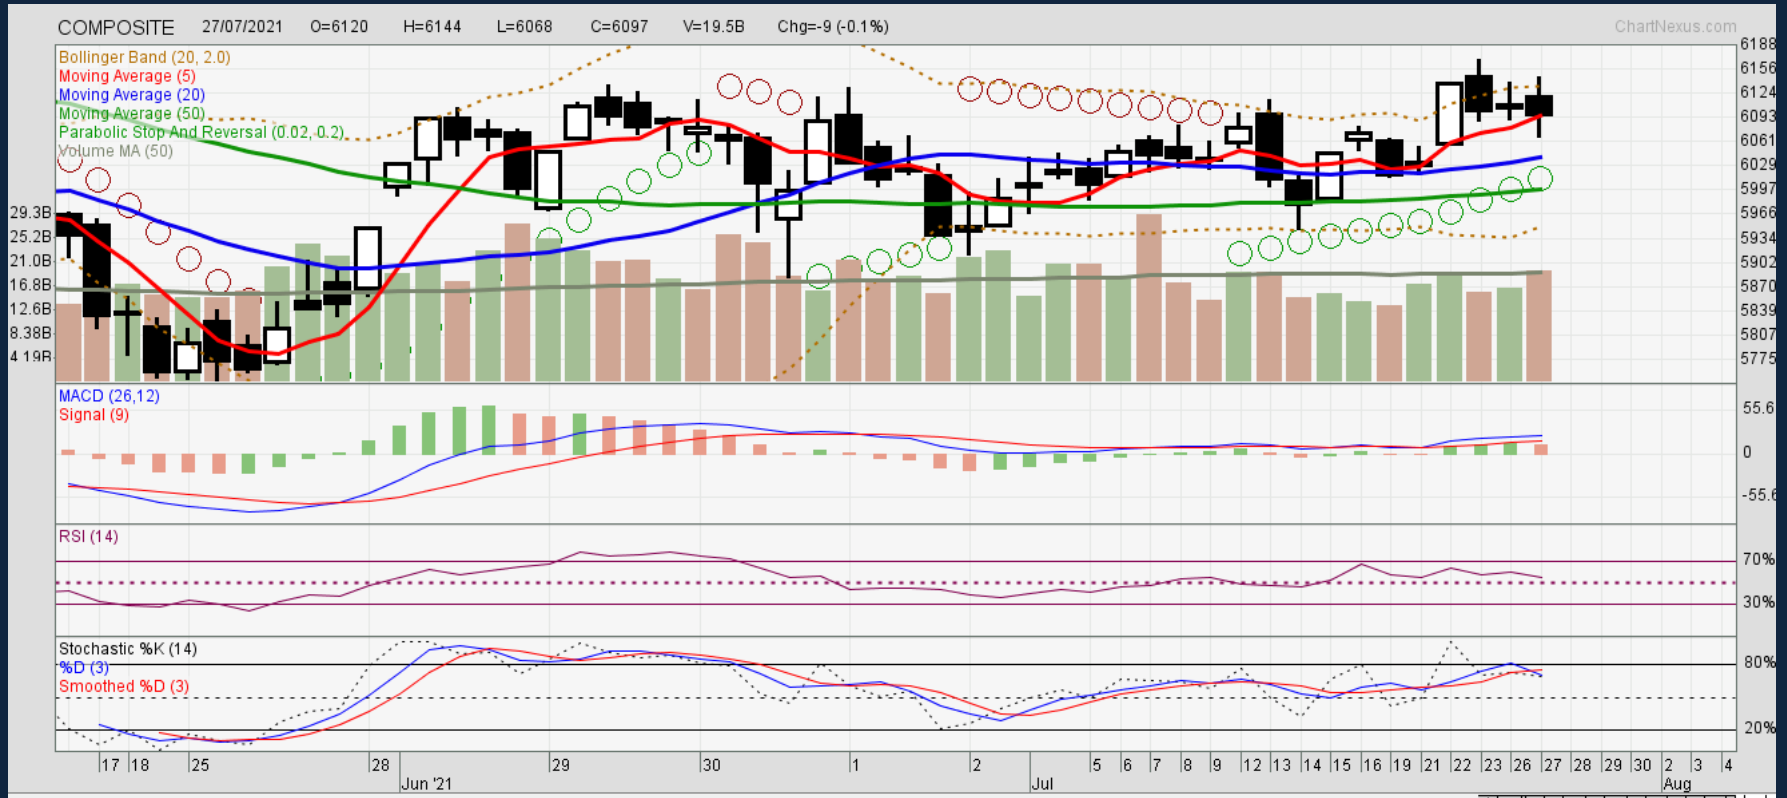 COMPOSITE 27/07/2021 O=6120 H=6144 L=6068 C=6097 V=19.5B Chg=-9 (-0.1%) ChartNexus.com
Bollinger Band (20, 2.0)
Moving Average (5)
Moving Average (20)
Moving Average (50)
Parabolic Stop And Reversal (0.02, 0.2)
Volume MA (50)
29.3B
25.2B
21.0B
16.8B
12.6B
8.38B
4.19B
6188
6156
6124
6093
6061
6029
5997
5966
5934
5902
5870
5839
5807
5775
MACD (26,12)
Signal (9)
55.6
0
-55.6
RSI (14)
70%
30%
Stochastic %K (14)
%D (3)
Smoothed %D (3)
80%
20%
17 18 25 28 29 30 1 2 5 6 7 8 9 12 13 14 15 16 19 21 22 23 26 27 28 29 30 2 3 4
Jun '21 Jul Aug